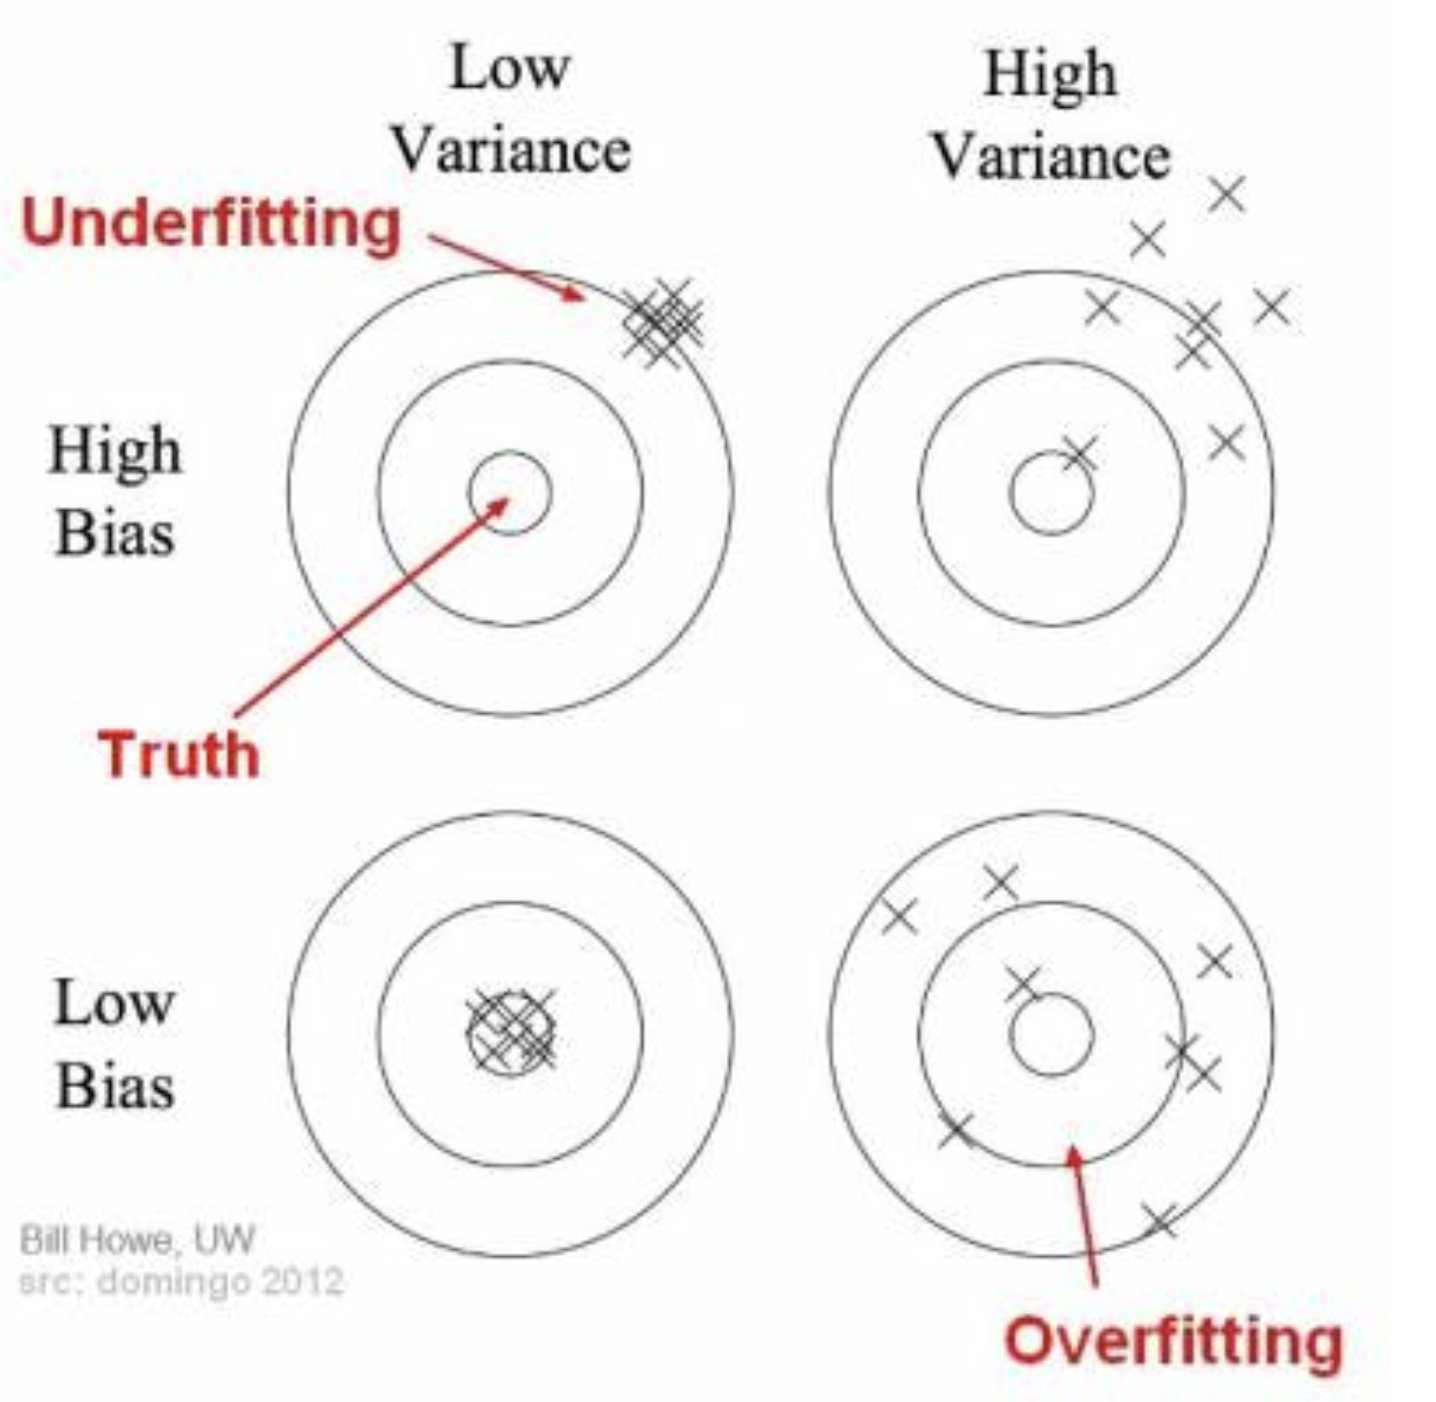 Low
Variance
High
Variance
Underfitting
High
Bias
Truth
Low
Bias
Bill Howe, UW
src: domingo 2012
Overfitting